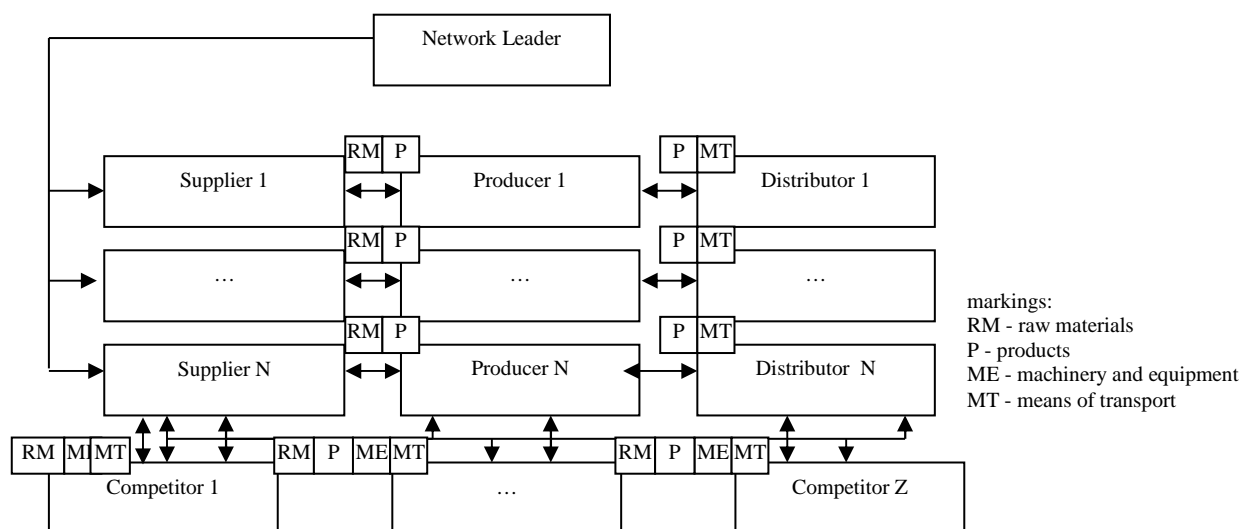 Network Leader
RM P P MT
Supplier 1 Producer 1 Distributor 1
RM P P MT
… … …
RM P P MT
Supplier N Producer N Distributor N
markings:
RM - raw materials
P - products
ME - machinery and equipment
MT - means of transport
RM MT RM P ME MT RM P ME MT
Competitor 1 … Competitor Z